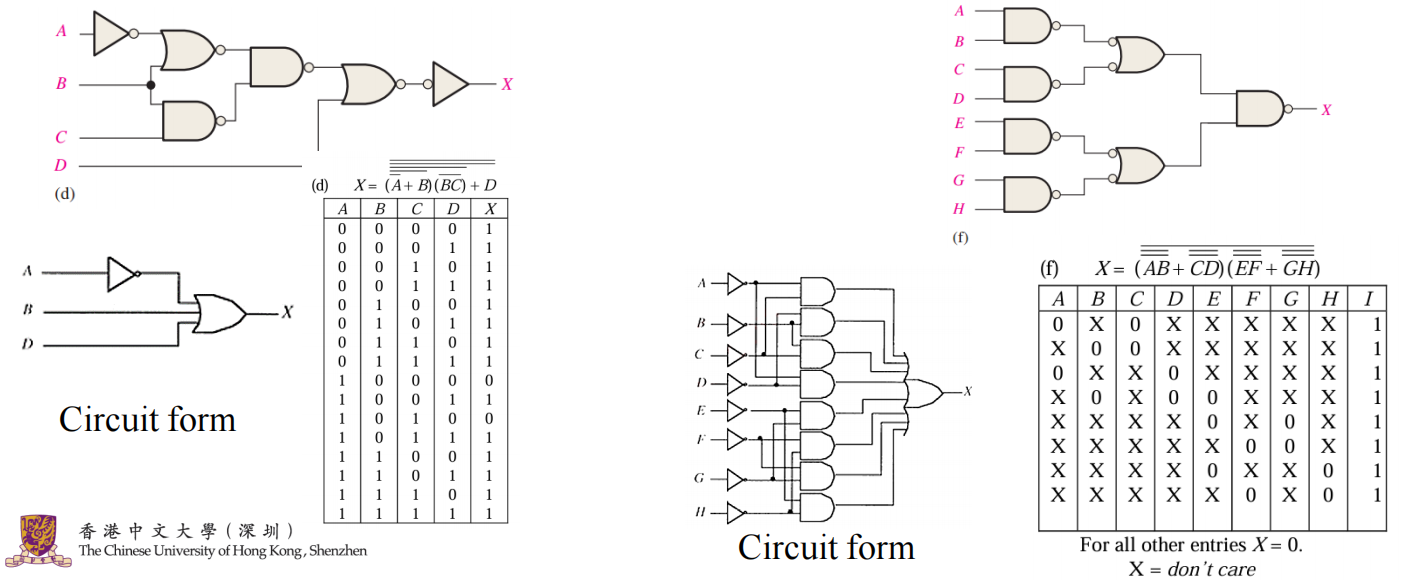 A
B
C
D
X
(d)
(d) X = (A + B)(BC) + D
A B C D X
0 0 0 0 1
0 0 0 1 1
0 0 1 0 1
0 0 1 1 1
0 1 0 0 1
0 1 0 1 1
0 1 1 0 1
0 1 1 1 1
1 0 0 0 0
1 0 0 1 1
1 0 1 0 0
1 0 1 1 1
1 1 0 0 1
1 1 0 1 1
1 1 1 0 1
1 1 1 1 1
A
B
D
X
Circuit form
香港中文大學（深圳）
The Chinese University of Hong Kong, Shenzhen
A
B
C
D
E
F
G
H
X
(f)
(f) X = (AB + CD)(EF + GH)
A B C D E F G H I
0 X 0 X X X X X 1
X 0 0 X X X X X 1
0 X X 0 X X X X 1
X 0 X 0 0 X X X 1
X X X X 0 X 0 X 1
X X X X X 0 0 X 1
X X X X 0 X X 0 1
X X X X X 0 X 0 1
For all other entries X = 0.
X = don't care
A
B
C
D
E
F
G
H
X
Circuit form